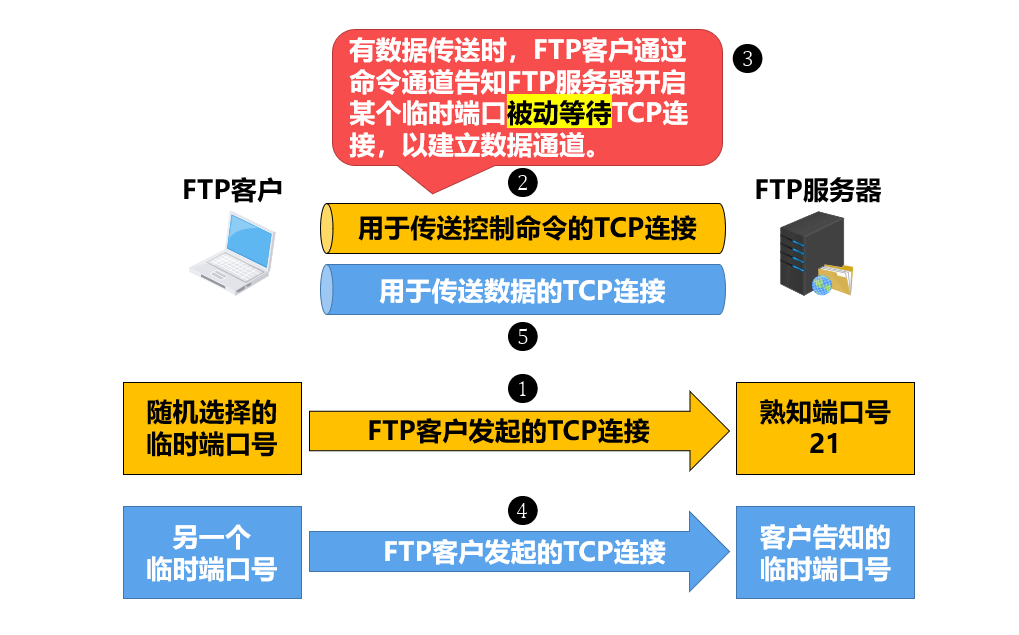 有数据传送时，FTP客户通过
命令通道告知FTP服务器开启
某个临时端口被动等待TCP连
接，以建立数据通道。
3
2
FTP客户
FTP服务器
用于传送控制命令的TCP连接
用于传送数据的TCP连接
5
1
随机选择的
临时端口号
FTP客户发起的TCP连接
熟知端口号
21
4
另一个
临时端口号
FTP客户发起的TCP连接
客户告知的
临时端口号